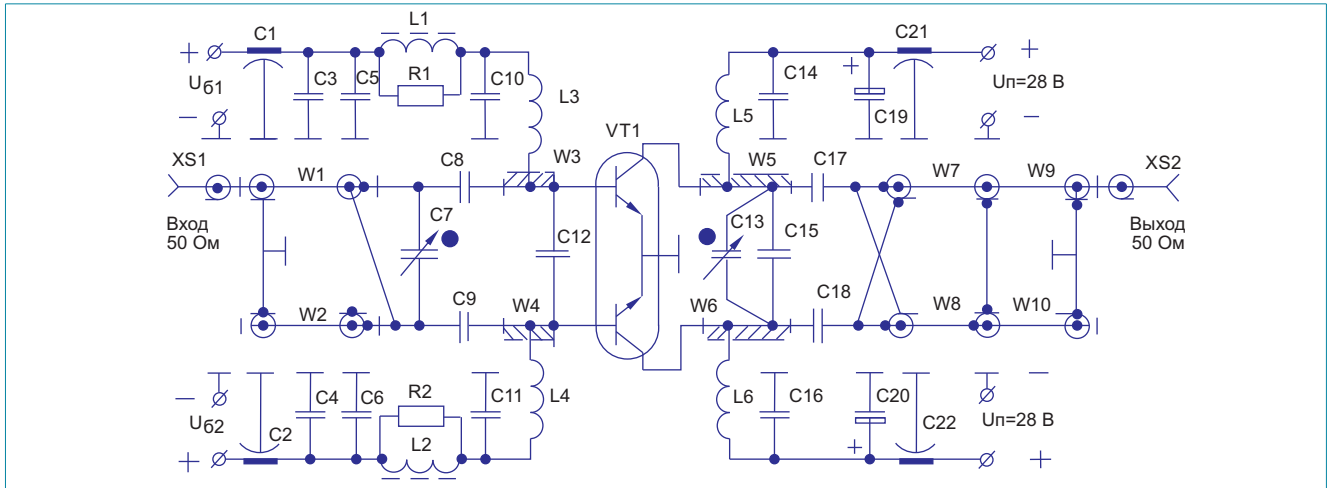 L1
C1
C21
+
+
+
Uб1
C3
C5
R1
C10
L3
L5
C14
C19
Uп=28 В
−
−
VT1
XS1
W1
C8
W3
W5
C17
W7
W9
XS2
Вход
50 Ом
C7
C12
C13
C15
Выход
50 Ом
C9
W4
W6
C18
W2
W8
W10
−
−
Uб2
C2
C4
C6
R2
L2
C11
L4
L6
C16
C20
C22
Uп=28 В
+
+
+